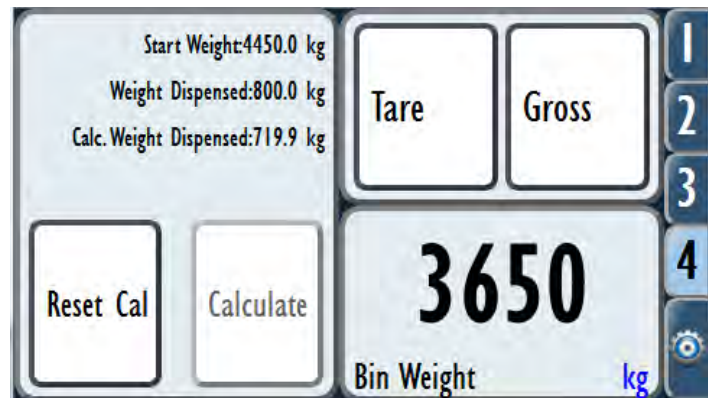 Start Weight:4450.0 kg
Weight Dispensed:800.0 kg
Calc. Weight Dispensed:719.9 kg
Reset Cal
Calculate
Tare
Gross
3650
Bin Weight kg
1
2
3
4